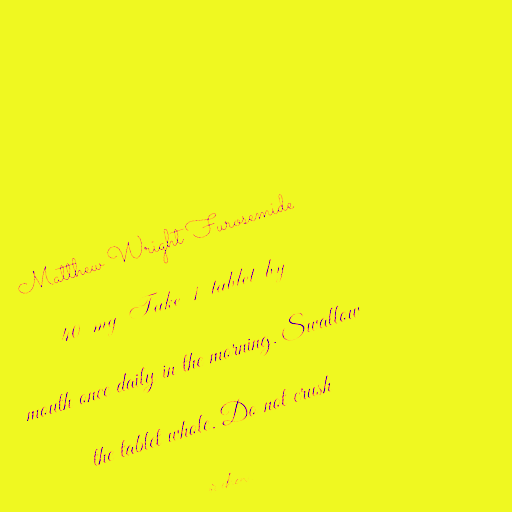 Matthew Wright Furosemide
40 mg Take 1 tablet by
mouth once daily in the morning. Swallow
the tablet whole. Do not crush